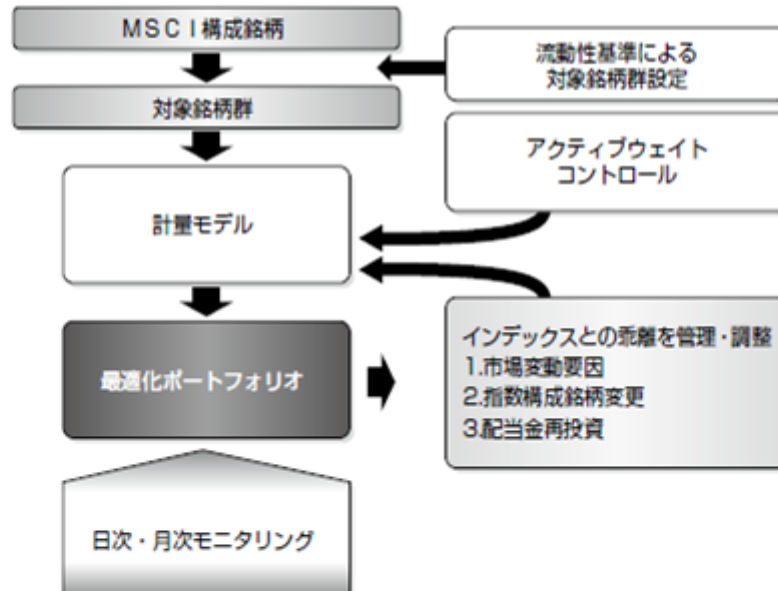 ＭＳＣＩ構成銘柄
流動性基準による
対象銘柄群設定
対象銘柄群
アクティブウェイト
コントロール
計量モデル
最適化ポートフォリオ
インデックスとの乖離を管理・調整
1.市場変動要因
2.指数構成銘柄変更
3.配当金再投資
日次・月次モニタリング